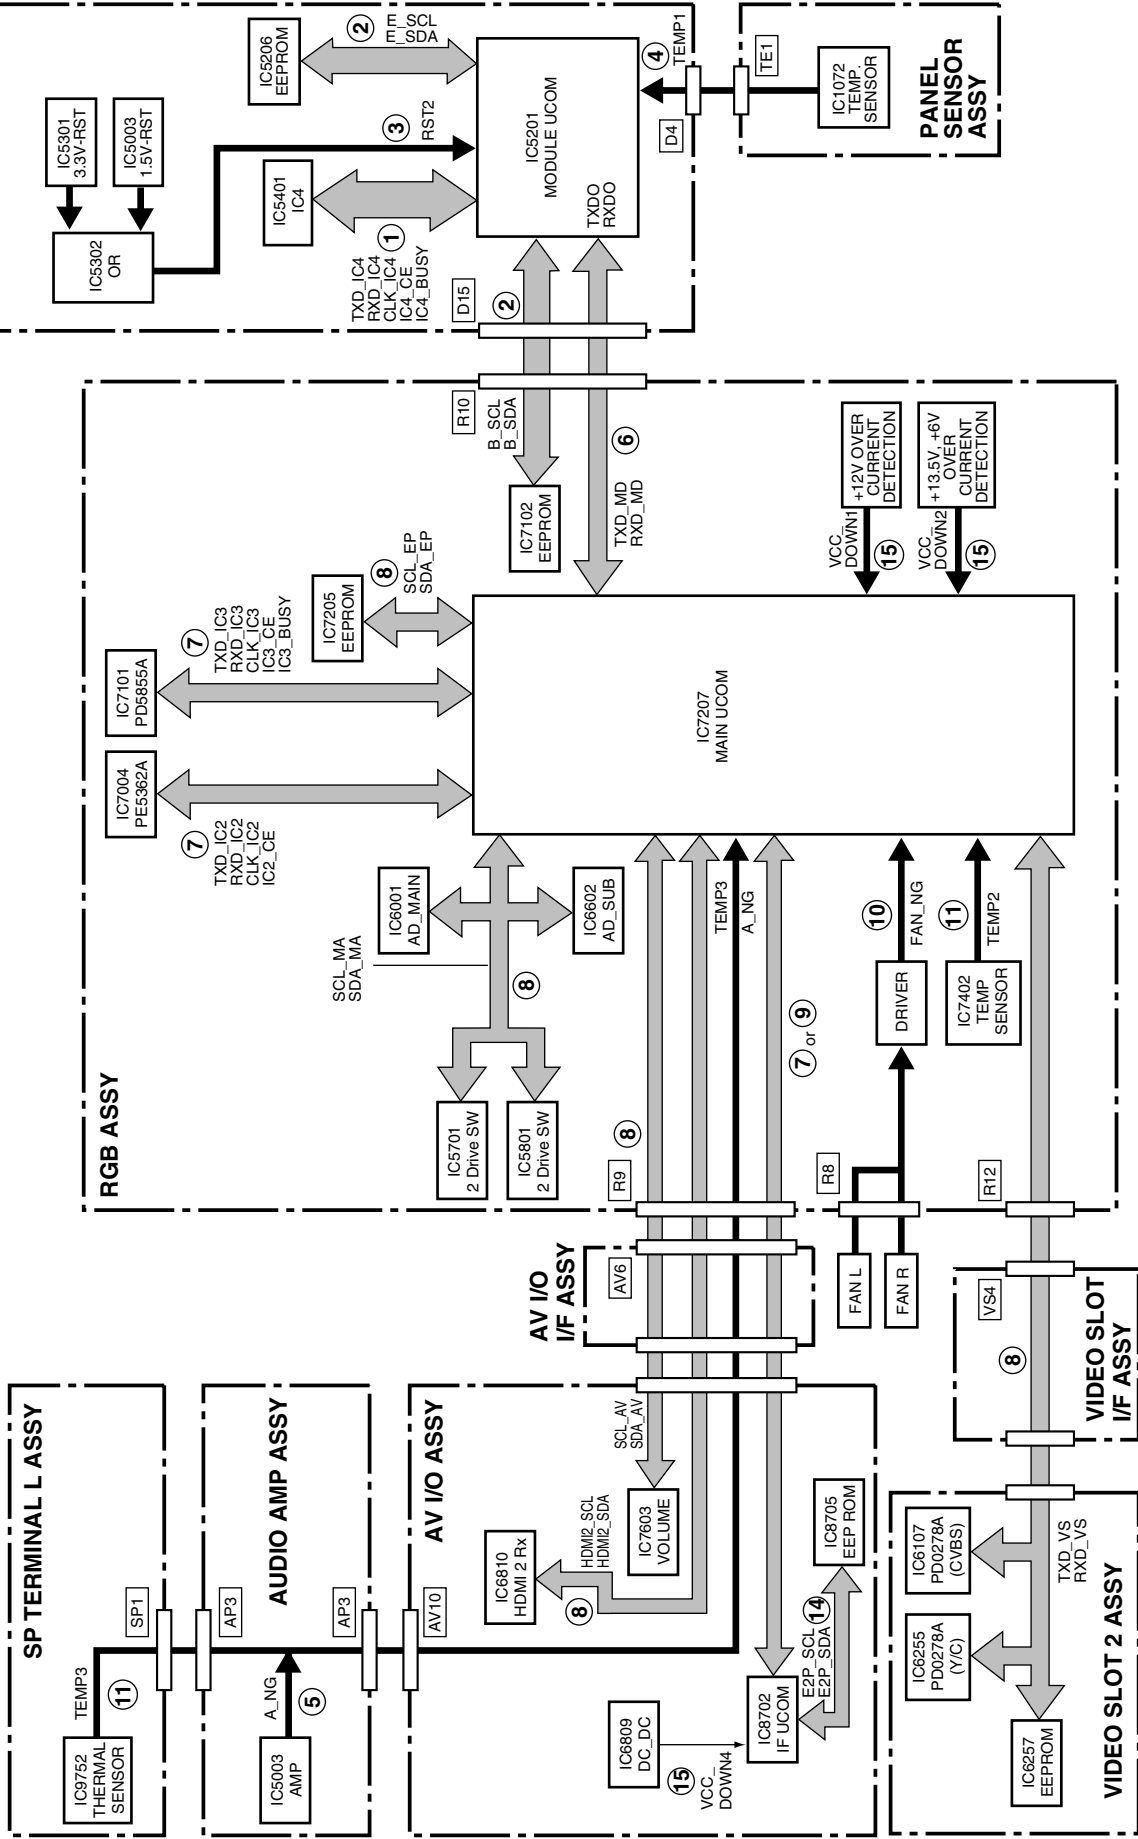 SP TERMINAL L ASSY
IC9752
THERMAL
SENSOR
TEMP3
11
SP1
AUDIO AMP ASSY
IC5003
AMP
A_NG
5
AP3
AP3
AV I/O ASSY
AV10
IC6810
HDMI 2 Rx
HDMI2_SCL
HDMI2_SDA
8
IC7603
VOLUME
SCL_AV
SDA_AV
IC6809
DC_DC
15
VCC_
DOWN4
IC8702
IF UCOM
E2P_SCL
E2P_SDA
14
IC8705
EEP ROM
VIDEO SLOT 2 ASSY
IC6255
PD0278A
(Y/C)
IC6107
PD0278A
(CVBS)
IC6257
EEPROM
TXD_VS
RXD_VS
AV I/O
I/F ASSY
AV6
FAN L
FAN R
VS4
8
VIDEO SLOT
I/F ASSY
RGB ASSY
R9
8
R8
R12
IC5701
2 Drive SW
IC5801
2 Drive SW
SCL_MA
SDA_MA
8
IC6001
AD_MAIN
IC6602
AD_SUB
TEMP3
A_NG
7 or 9
DRIVER
10
FAN_NG
IC7402
TEMP
SENSOR
11
TEMP2
IC7004
PE5362A
7
TXD_IC2
RXD_IC2
CLK_IC2
IC2_CE
IC7101
PD5855A
7
TXD_IC3
RXD_IC3
CLK_IC3
IC3_CE
IC3_BUSY
IC7205
EEPROM
8
SCL_EP
SDA_EP
IC7207
MAIN UCOM
IC7102
EEPROM
B_SCL
B_SDA
R10
6
TXD_MD
RXD_MD
VCC_
DOWN1
15
+12V OVER
CURRENT
DETECTION
VCC_
DOWN2
15
+13.5V, +6V
OVER
CURRENT
DETECTION
D15
2
IC5302
OR
IC5301
3.3V-RST
IC5003
1.5V-RST
IC5401
IC4
1
TXD_IC4
RXD_IC4
CLK_IC4
IC4_CE
IC4_BUSY
3
RST2
IC5206
EEPROM
2
E_SCL
E_SDA
IC5201
MODULE UCOM
TXDO
RXDO
4
TEMP1
D4
TE1
IC1072
TEMP.
SENSOR
PANEL
SENSOR
ASSY